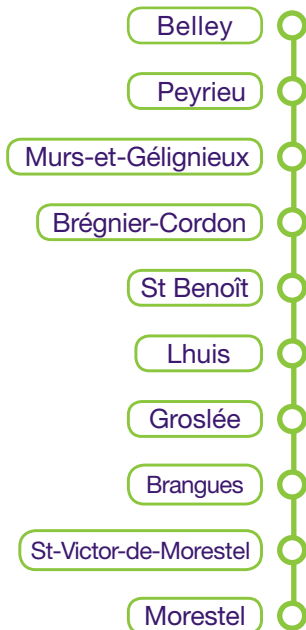 Belley
Peyrieu
Murs-et-Gélignieux
Brégnier-Cordon
St Benoît
Lhuis
Groslée
Brangues
St-Victor-de-Morestel
Morestel